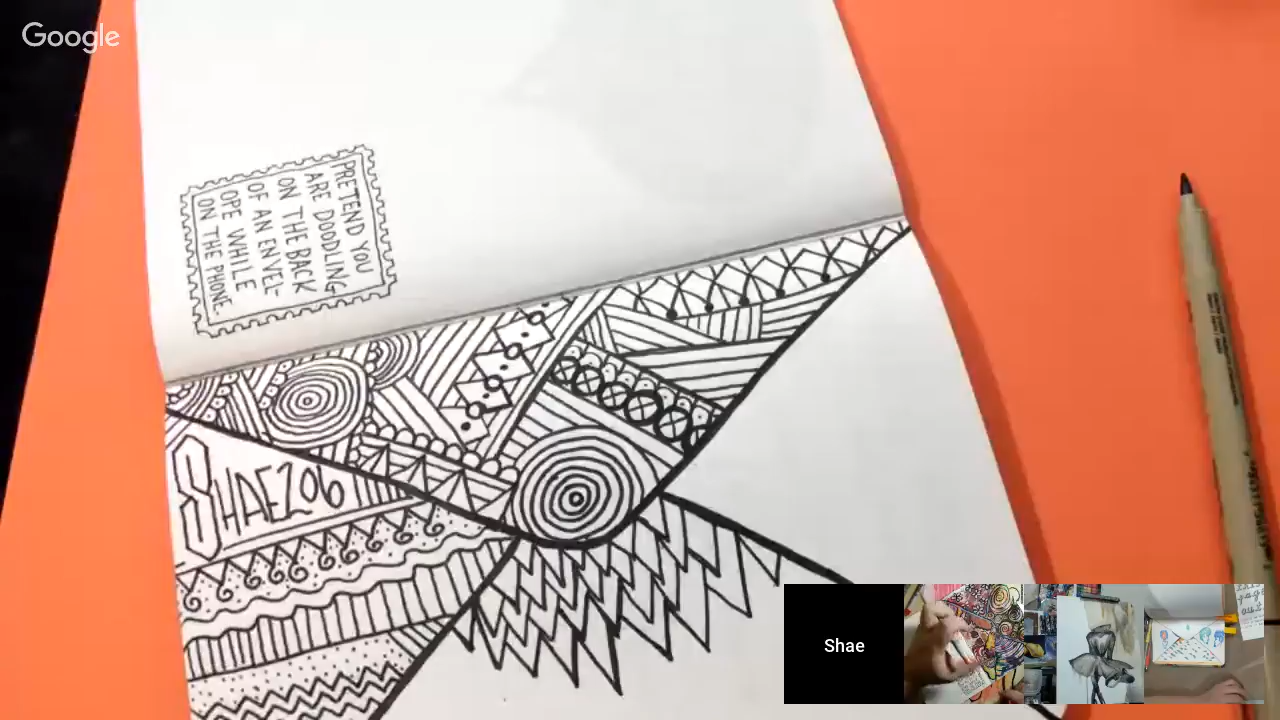 Google
PRETEND YOU
ARE DOODLING
ON THE BACK
OF AN ENVEL-
OPE WHILE
ON THE PHONE.
SHAE206
Shae